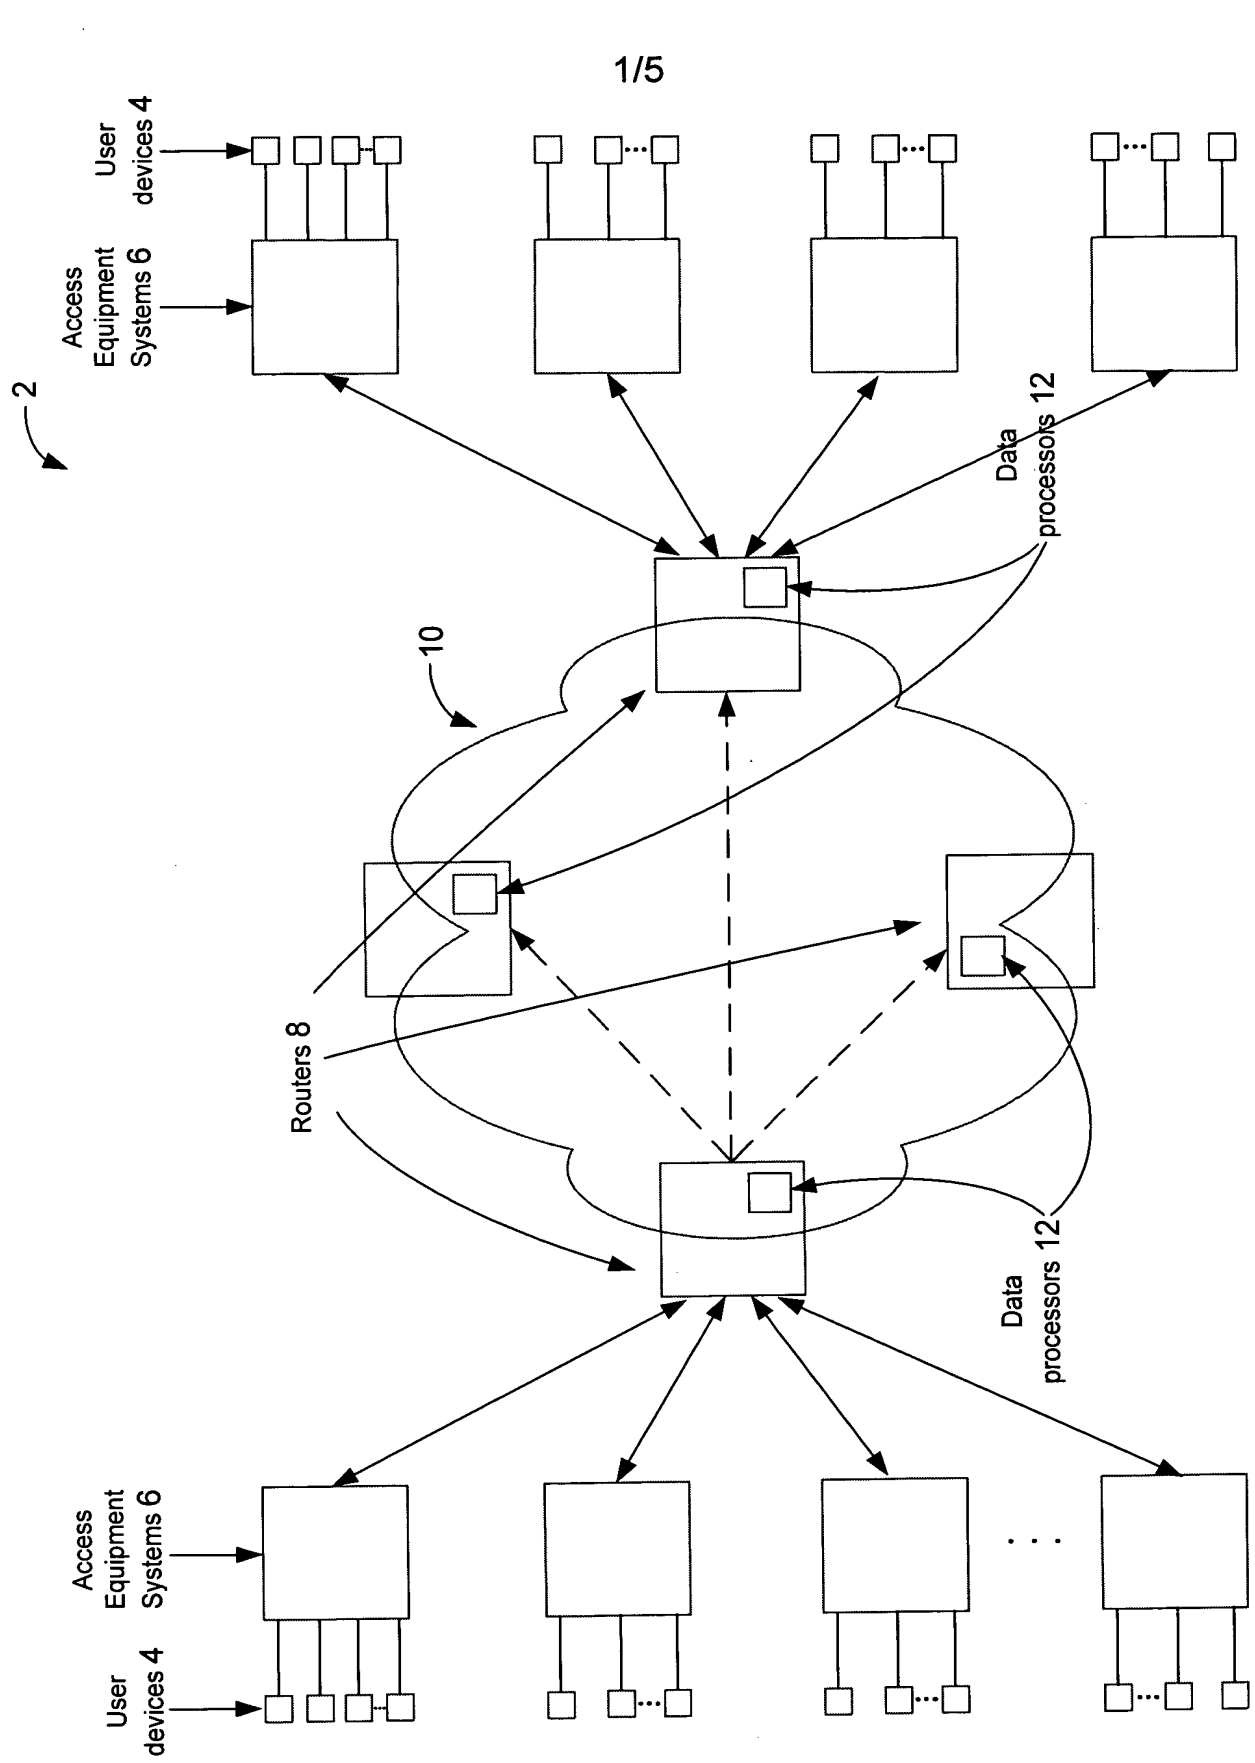 1/5
2
User
devices 4
Access
Equipment
Systems 6
Data
processors 12
10
Routers 8
Data
processors 12
Access
Equipment
Systems 6
User
devices 4